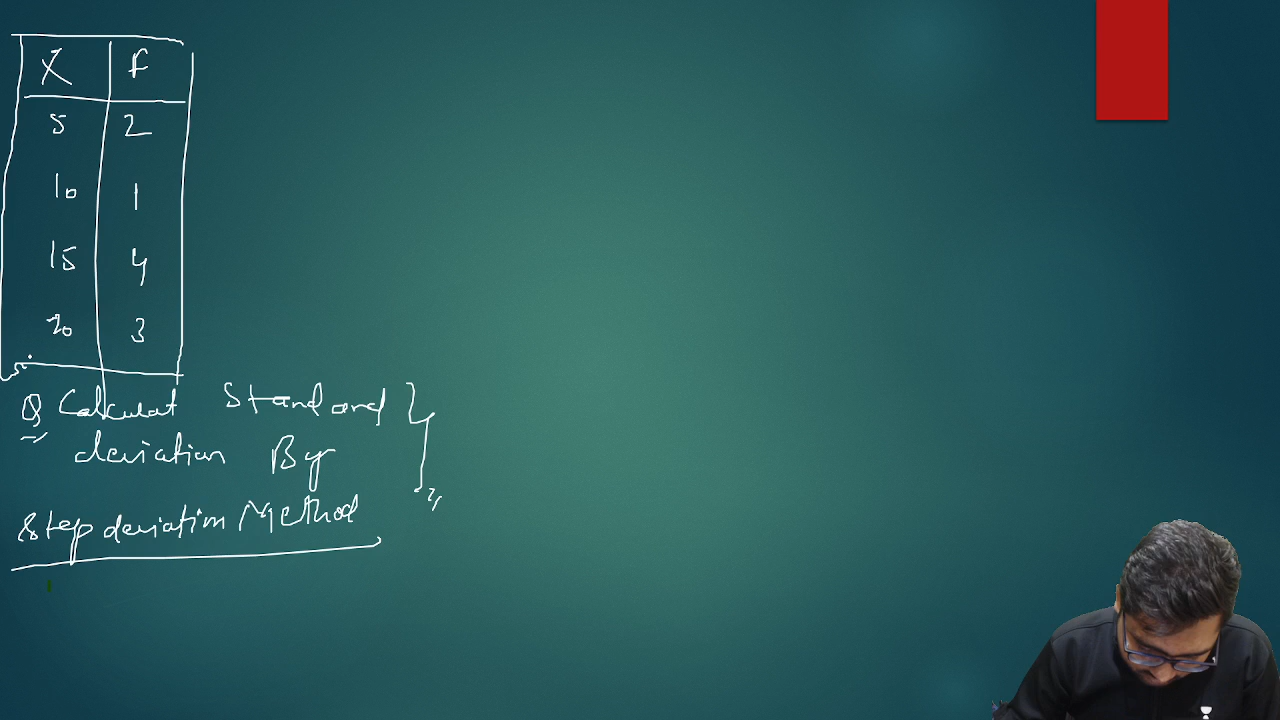 X f
5 2
10 1
15 4
20 3
Q Calculat Standard
deviation By
Step deviation Method